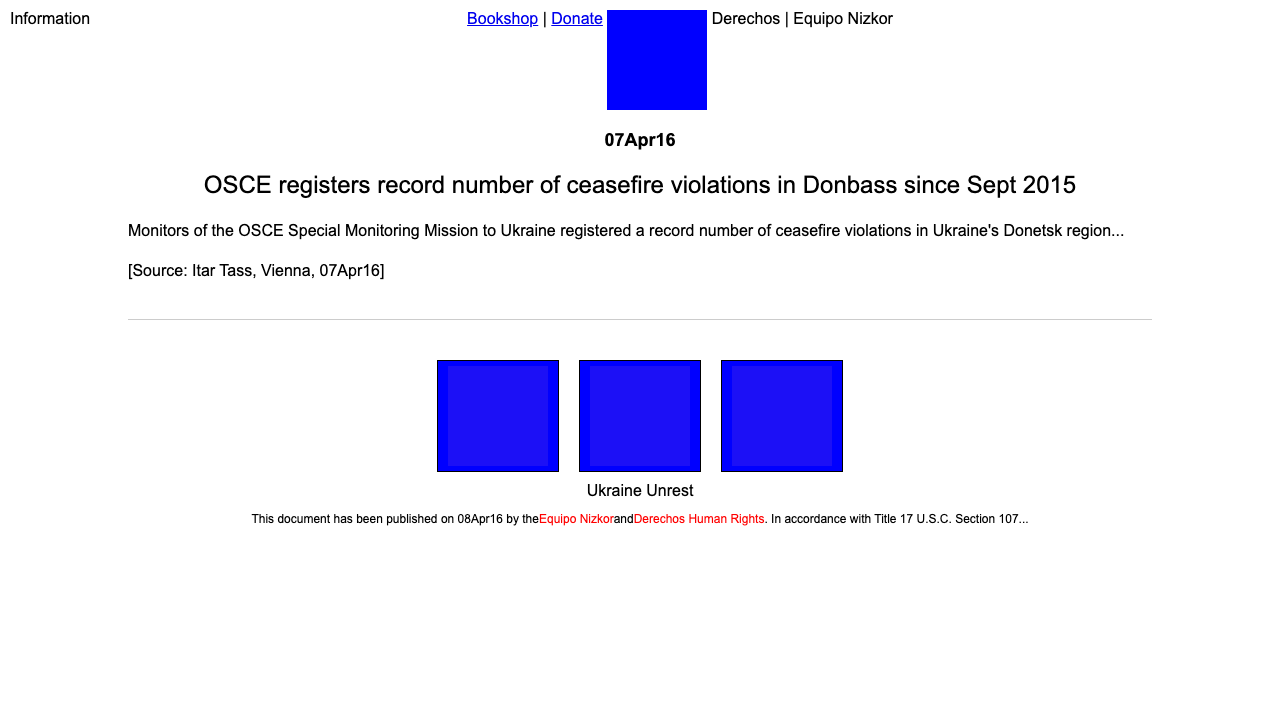 Information
Bookshop | Donate Derechos | Equipo Nizkor
07Apr16
OSCE registers record number of ceasefire violations in Donbass since Sept 2015
Monitors of the OSCE Special Monitoring Mission to Ukraine registered a record number of ceasefire violations in Ukraine's Donetsk region...
[Source: Itar Tass, Vienna, 07Apr16]
Ukraine Unrest
This document has been published on 08Apr16 by theEquipo NizkorandDerechos Human Rights. In accordance with Title 17 U.S.C. Section 107...